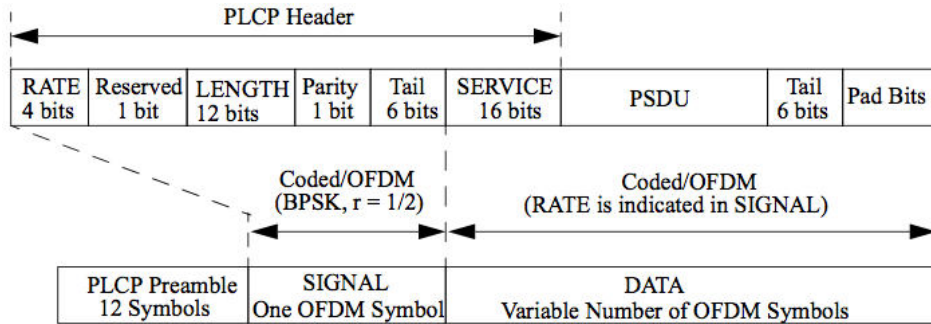 PLCP Header
RATE Reserved LENGTH Parity Tail SERVICE PSDU Tail Pad Bits
4 bits 1 bit 12 bits 1 bit 6 bits 16 bits 6 bits
Coded/OFDM Coded/OFDM
(BPSK, r = 1/2) (RATE is indicated in SIGNAL)
PLCP Preamble SIGNAL DATA
12 Symbols One OFDM Symbol Variable Number of OFDM Symbols